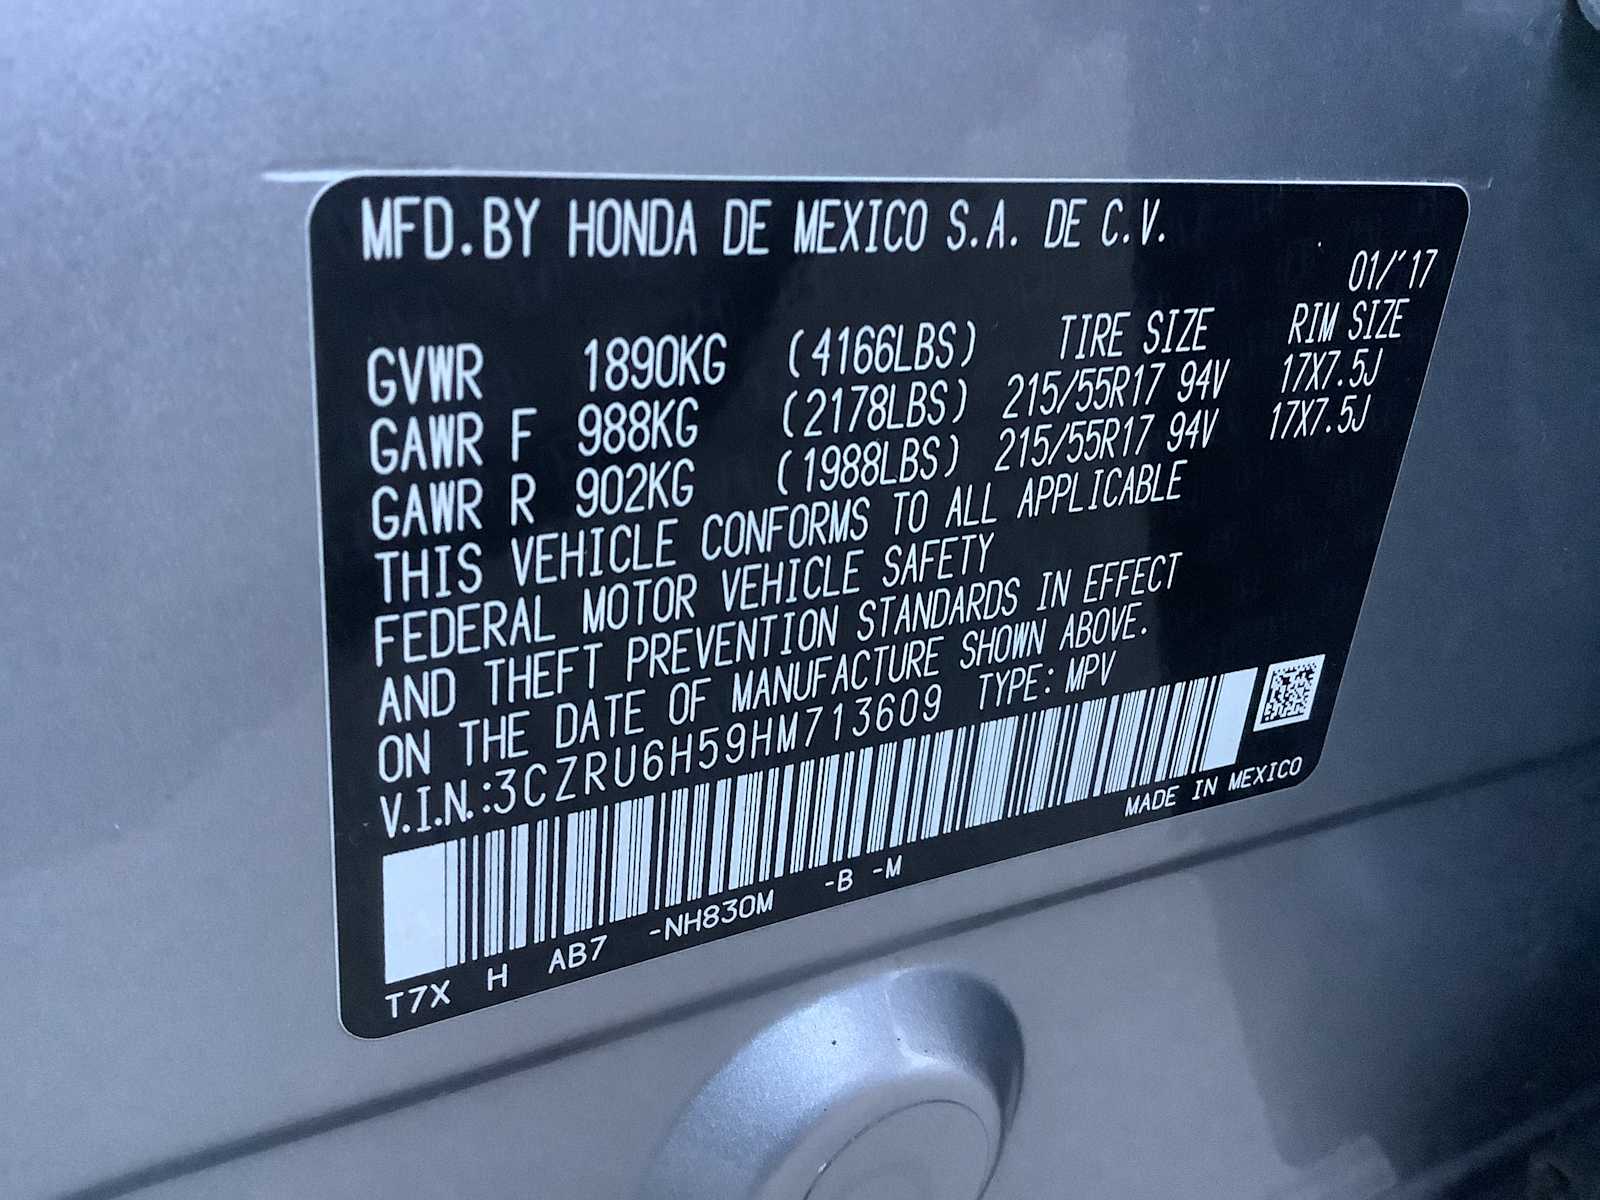 MFD.BY HONDA DE MEXICO S.A. DE C.V.
01/'17
GVWR 1890KG (4166LBS) TIRE SIZE RIM SIZE
GAWR F 988KG (2178LBS) 215/55R17 94V 17X7.5J
GAWR R 902KG (1988LBS) 215/55R17 94V 17X7.5J
THIS VEHICLE CONFORMS TO ALL APPLICABLE
FEDERAL MOTOR VEHICLE SAFETY
AND THEFT PREVENTION STANDARDS IN EFFECT
ON THE DATE OF MANUFACTURE SHOWN ABOVE.
V.I.N.:3CZRU6H59HM713609 TYPE: MPV
MADE IN MEXICO
T7X H AB7 -NH830M -B -M